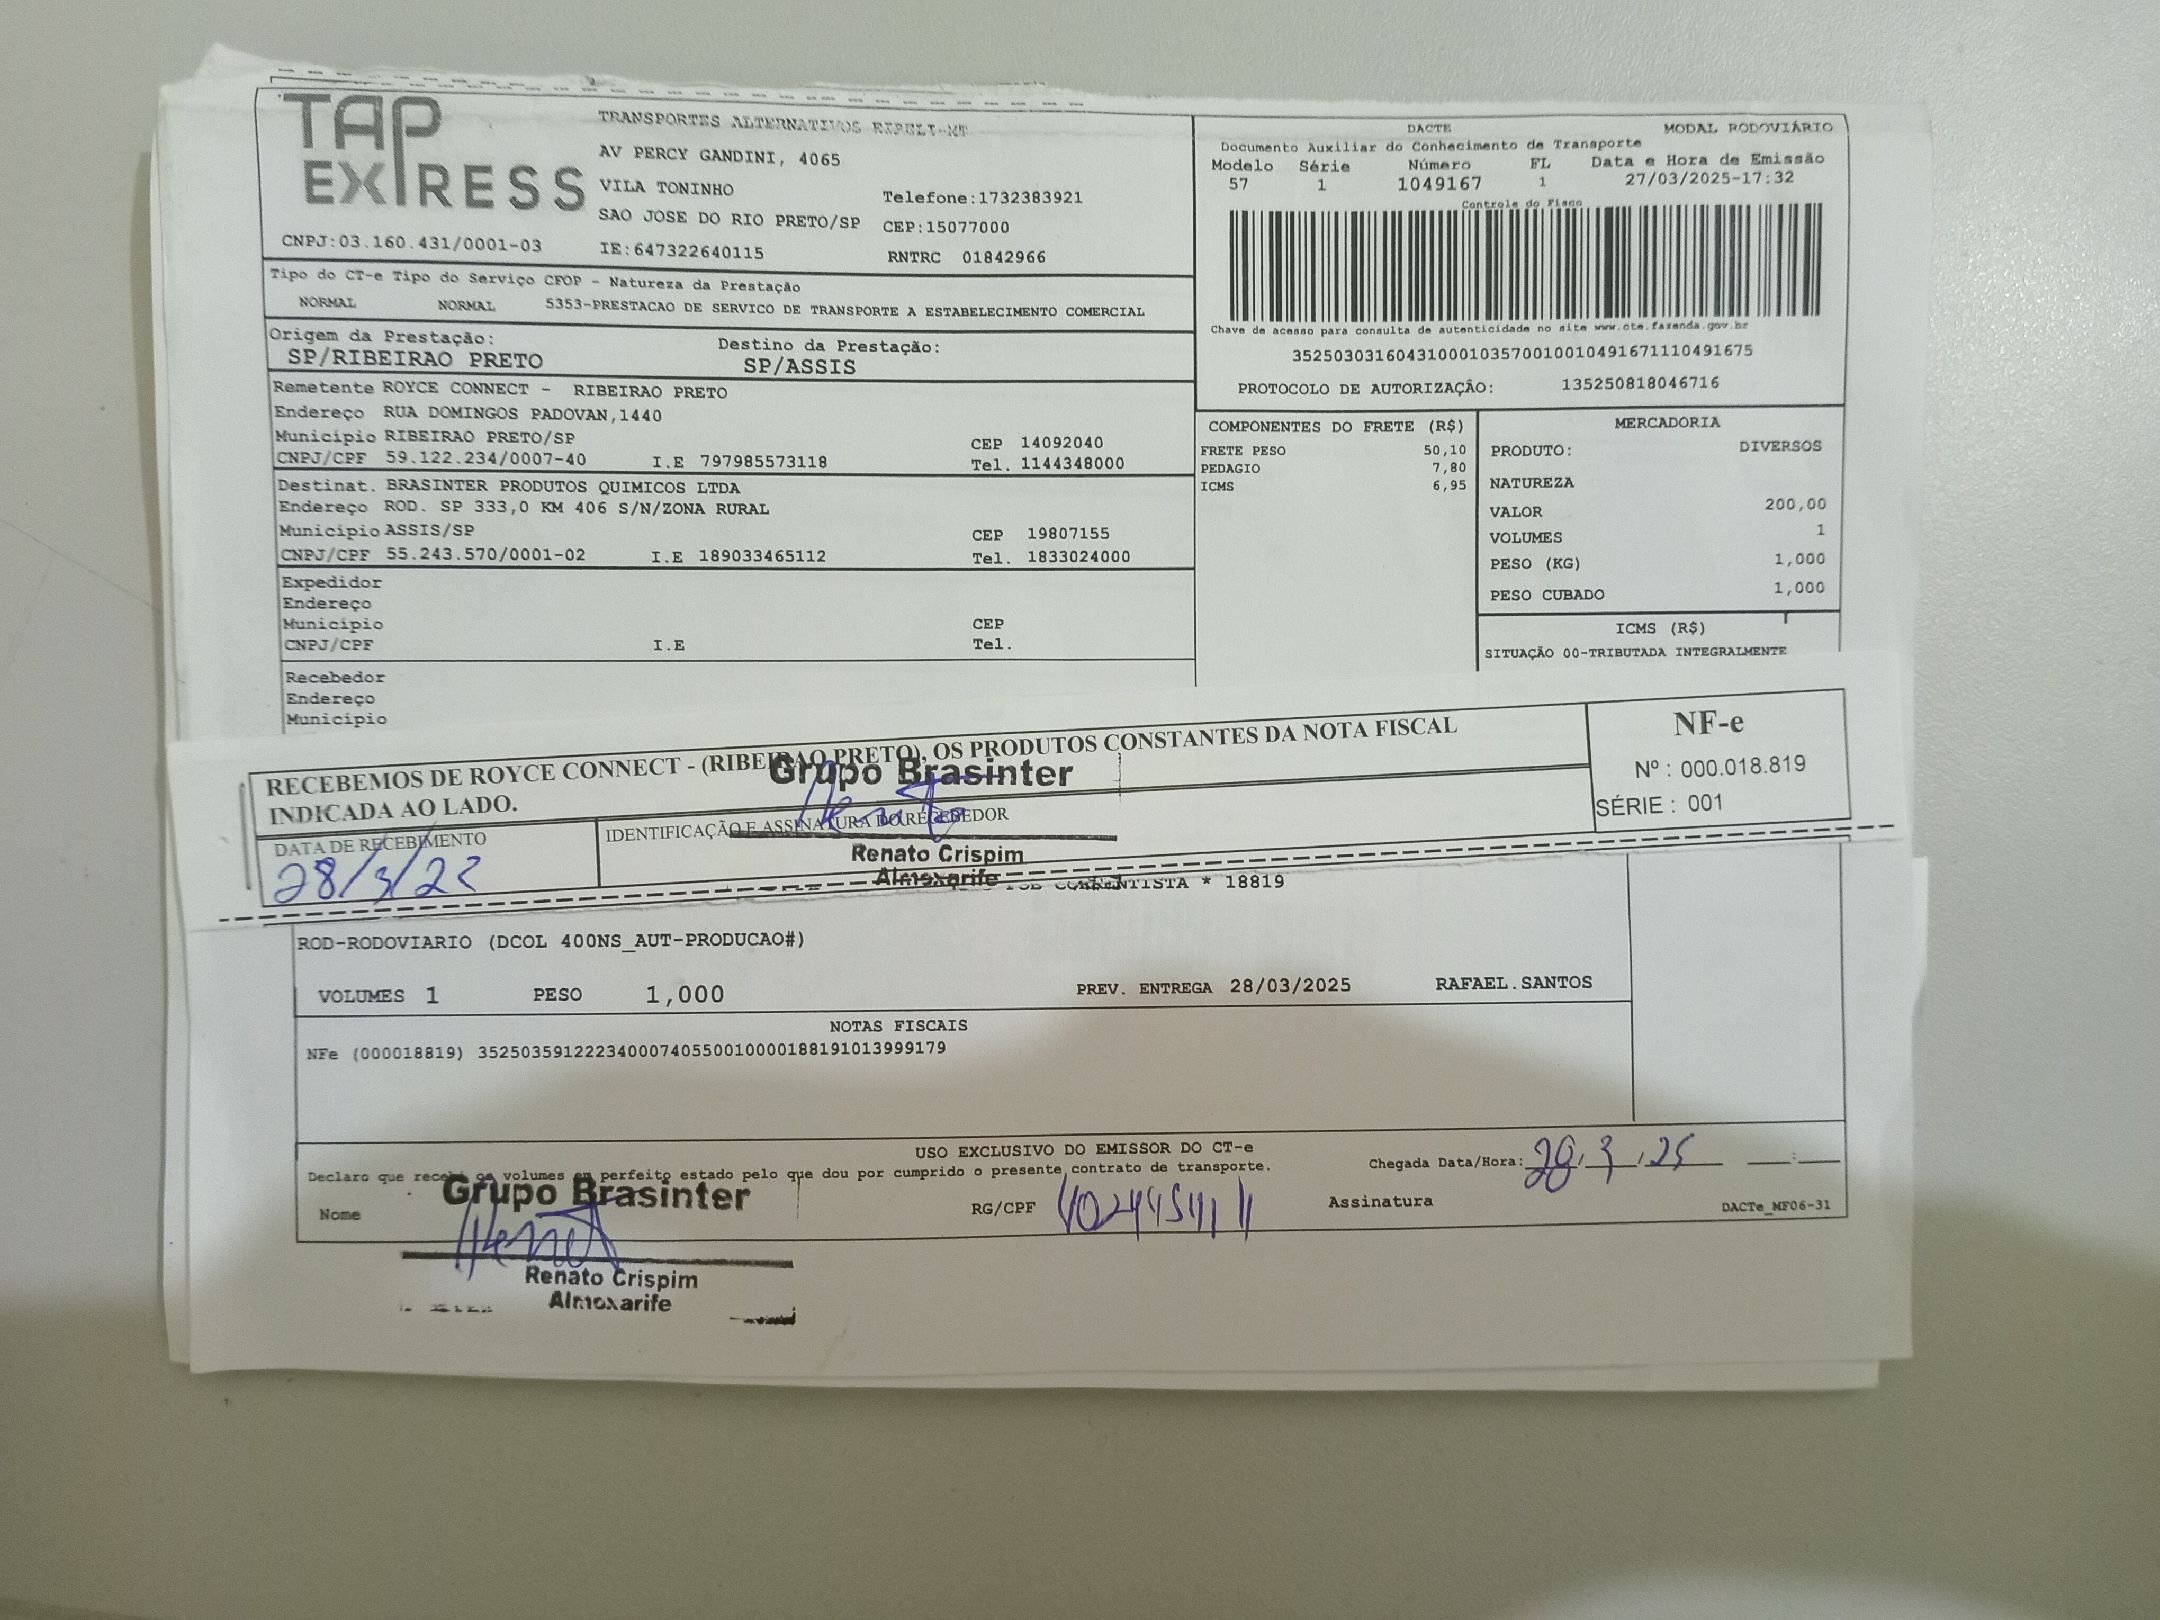 TAP
EXPRESS
TRANSPORTES ALTERNATIVOS
AV PERCY GANDINI, 4065
VILA TONINHO
Telefone:1732383921
SAO JOSE DO RIO PRETO/SP CEP:15077000
CNPJ:03.160.431/0001-03 IE:647322640115 RNTRC 01842966
DACTE MODAL RODOVIÁRIO
Documento Auxiliar do Conhecimento de Transporte
Modelo Série Número FL Data e Hora de Emissão
57 1 1049167 1 27/03/2025-17:32
Controle do Fisco
Chave de acesso para consulta de autenticidade no site www.cte.fazenda.gov.br
35250303160431000103570010010491671110491675
PROTOCOLO DE AUTORIZAÇÃO: 135250818046716
Tipo do CT-e Tipo do Serviço CFOP - Natureza da Prestação
NORMAL NORMAL 5353-PRESTACAO DE SERVICO DE TRANSPORTE A ESTABELECIMENTO COMERCIAL
Origem da Prestação: Destino da Prestação:
SP/RIBEIRAO PRETO SP/ASSIS
Remetente ROYCE CONNECT - RIBEIRAO PRETO
Endereço RUA DOMINGOS PADOVAN,1440
Município RIBEIRAO PRETO/SP CEP 14092040
CNPJ/CPF 59.122.234/0007-40 I.E 797985573118 Tel. 1144348000
Destinat. BRASINTER PRODUTOS QUIMICOS LTDA
Endereço ROD. SP 333,0 KM 406 S/N/ZONA RURAL
Município ASSIS/SP CEP 19807155
CNPJ/CPF 55.243.570/0001-02 I.E 189033465112 Tel. 1833024000
Expedidor
Endereço
Município CEP
CNPJ/CPF I.E Tel.
Recebedor
Endereço
Município
COMPONENTES DO FRETE (R$)
FRETE PESO 50,10
PEDAGIO 7,80
ICMS 6,95
MERCADORIA
PRODUTO: DIVERSOS
NATUREZA
VALOR 200,00
VOLUMES 1
PESO (KG) 1,000
PESO CUBADO 1,000
ICMS (R$)
SITUAÇÃO 00-TRIBUTADA INTEGRALMENTE
RECEBEMOS DE ROYCE CONNECT - (RIBEIRAO PRETO), OS PRODUTOS CONSTANTES DA NOTA FISCAL
INDICADA AO LADO.
NF-e
Nº : 000.018.819
SÉRIE : 001
Grupo Brasinter
DATA DE RECEBIMENTO IDENTIFICAÇÃO E ASSINATURA DO RECEBEDOR
28/3/
Renato Crispim
Almoxarife
* 18819
ROD-RODOVIARIO (DCOL 400NS_AUT-PRODUCAO#)
VOLUMES 1 PESO 1,000 PREV. ENTREGA 28/03/2025 RAFAEL.SANTOS
NOTAS FISCAIS
NFe (000018819) 35250359122234000740550010000188191013999179
USO EXCLUSIVO DO EMISSOR DO CT-e
Declaro que recebi os volumes em perfeito estado pelo que dou por cumprido o presente contrato de transporte.
Chegada Data/Hora: 28/3/25
Grupo Brasinter
Nome RG/CPF Assinatura
DACTe_MF06-31
Renato Crispim
Almoxarife